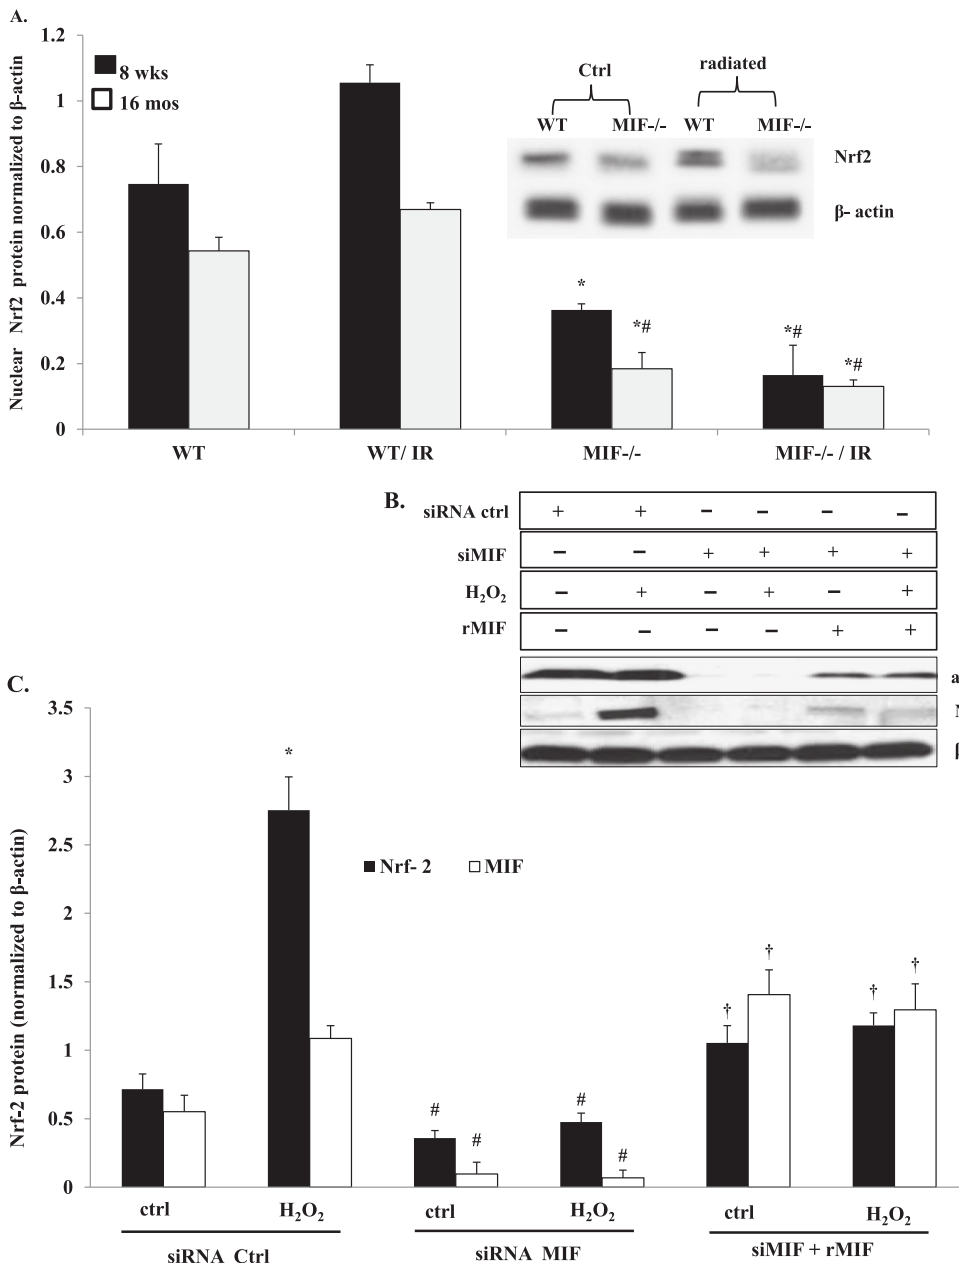 A.
1.2
1
0.8
0.6
0.4
0.2
0
Nuclear Nrf2 protein normalized to β-actin
8 wks
16 mos
Ctrl
radiated
WT MIF-/- WT MIF-/-
Nrf2
β- actin
*
*#
*#
*#
WT WT/ IR MIF-/- MIF-/- / IR
B.
siRNA ctrl + + − − − −
siMIF − − + + + +
H₂O₂ − + − + − +
rMIF − − − − + +
C.
3.5
3
2.5
2
1.5
1
0.5
0
Nrf-2 protein (normalized to β-actin)
Nrf- 2 MIF
*
# # # #
† † † †
ctrl H₂O₂ ctrl H₂O₂ ctrl H₂O₂
siRNA Ctrl siRNA MIF siMIF + rMIF